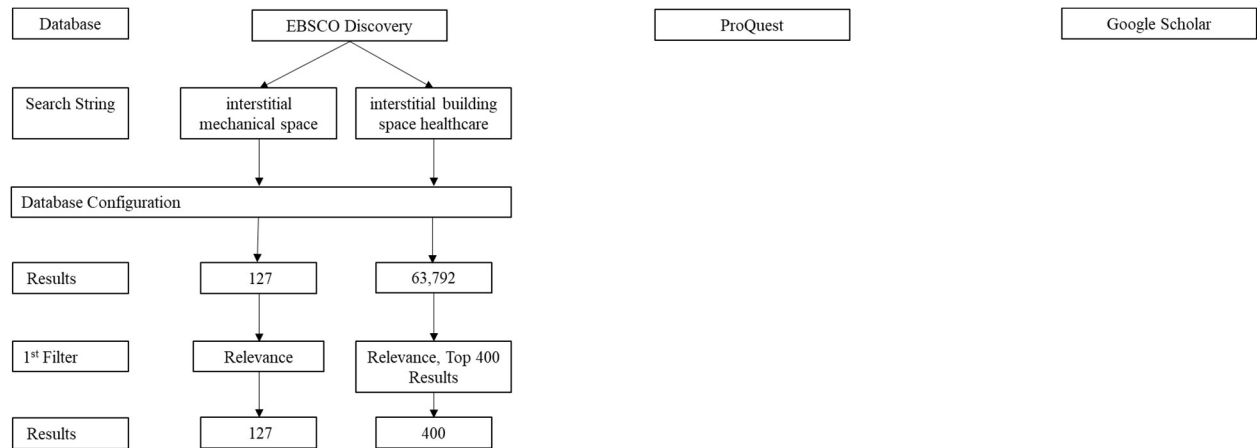 Database
EBSCO Discovery
ProQuest
Google Scholar
Search String
interstitial
mechanical space
interstitial building
space healthcare
Database Configuration
Results
127
63,792
1st Filter
Relevance
Relevance, Top 400
Results
Results
127
400